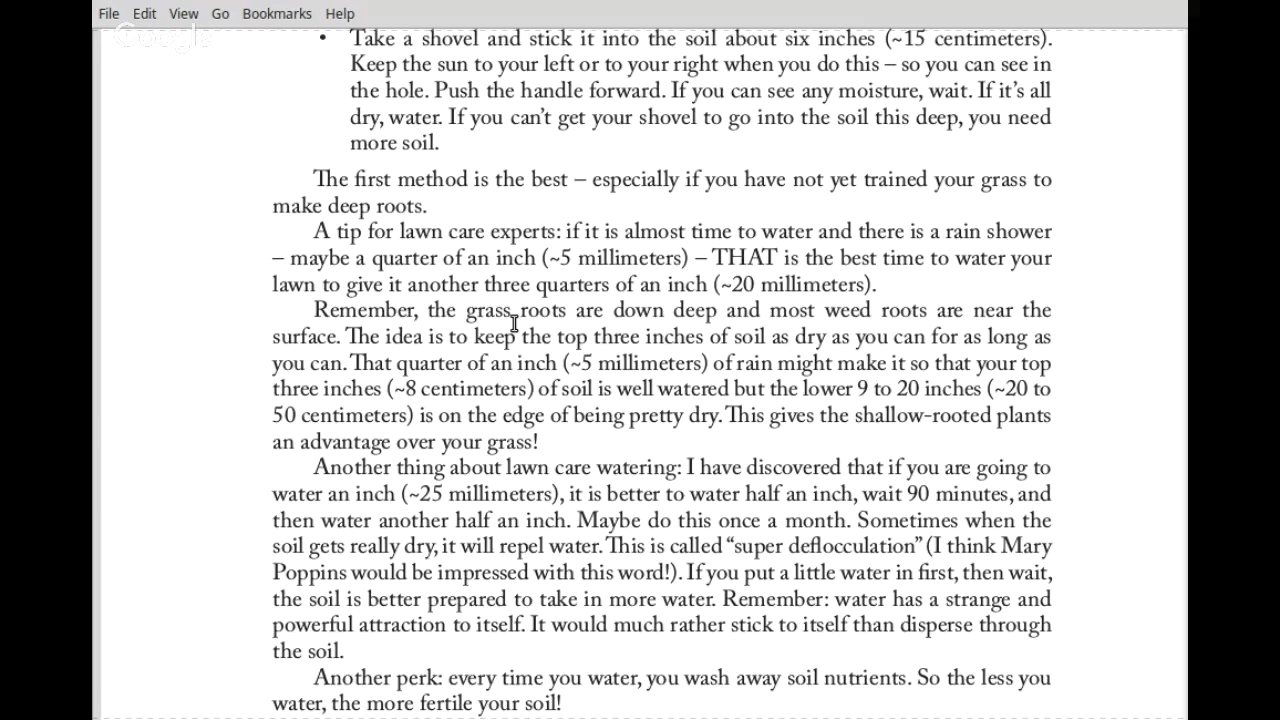 File Edit View Go Bookmarks Help
Google
• Take a shovel and stick it into the soil about six inches (~15 centimeters).
Keep the sun to your left or to your right when you do this – so you can see in
the hole. Push the handle forward. If you can see any moisture, wait. If it's all
dry, water. If you can't get your shovel to go into the soil this deep, you need
more soil.
The first method is the best – especially if you have not yet trained your grass to
make deep roots.
A tip for lawn care experts: if it is almost time to water and there is a rain shower
– maybe a quarter of an inch (~5 millimeters) – THAT is the best time to water your
lawn to give it another three quarters of an inch (~20 millimeters).
Remember, the grass roots are down deep and most weed roots are near the
surface. The idea is to keep the top three inches of soil as dry as you can for as long as
you can. That quarter of an inch (~5 millimeters) of rain might make it so that your top
three inches (~8 centimeters) of soil is well watered but the lower 9 to 20 inches (~20 to
50 centimeters) is on the edge of being pretty dry. This gives the shallow-rooted plants
an advantage over your grass!
Another thing about lawn care watering: I have discovered that if you are going to
water an inch (~25 millimeters), it is better to water half an inch, wait 90 minutes, and
then water another half an inch. Maybe do this once a month. Sometimes when the
soil gets really dry, it will repel water. This is called “super deflocculation” (I think Mary
Poppins would be impressed with this word!). If you put a little water in first, then wait,
the soil is better prepared to take in more water. Remember: water has a strange and
powerful attraction to itself. It would much rather stick to itself than disperse through
the soil.
Another perk: every time you water, you wash away soil nutrients. So the less you
water, the more fertile your soil!